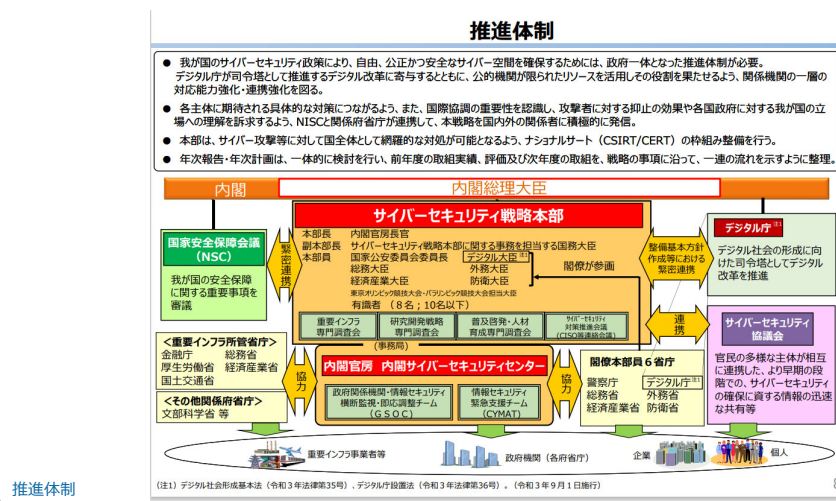 推進体制
● 我が国のサイバーセキュリティ政策により、自由、公正かつ安全なサイバー空間を確保するためには、政府一体となった推進体制が必要。
デジタル庁が司令塔として推進するデジタル改革に寄与するとともに、公的機関が限られたリソースを活用しその役割を果たせるよう、関係機関の一層の
対応能力強化・連携強化を図る。
● 各主体に期待される具体的な対策につながるよう、また、国際協調の重要性を認識し、攻撃者に対する抑止の効果や各国政府に対する我が国の立
場への理解を訴求するよう、NISCと関係府省庁が連携して、本戦略を国内外の関係者に積極的に発信。
● 本部は、サイバー攻撃等に対して国全体として網羅的な対処が可能となるよう、ナショナルサート（CSIRT/CERT）の枠組み整備を行う。
● 年次報告・年次計画は、一体的に検討を行い、前年度の取組実績、評価及び次年度の取組を、戦略の事項に沿って、一連の流れを示すように整理。
内閣
内閣総理大臣
サイバーセキュリティ戦略本部
本部長 内閣官房長官
副本部長 サイバーセキュリティ戦略本部に関する事務を担当する国務大臣
本部員 国家公安委員会委員長 デジタル大臣 注1
総務大臣 外務大臣
経済産業大臣 防衛大臣
東京オリンピック競技大会・パラリンピック競技大会担当大臣
有識者 （8名；10名以下）
閣僚が参画
重要インフラ
専門調査会
研究開発戦略
専門調査会
普及啓発・人材
育成専門調査会
サイバーセキュリティ
対策推進会議
（CISO等連絡会議）
国家安全保障会議
（NSC）
我が国の安全保障
に関する重要事項を
審議
緊密連携
整備基本方針
作成等における
緊密連携
デジタル庁 注1
デジタル社会の形成に向
けた司令塔としてデジタル
改革を推進
連携
サイバーセキュリティ
協議会
官民の多様な主体が相互
に連携した、より早期の段
階での、サイバーセキュリティ
の確保に資する情報の迅速
な共有等
＜重要インフラ所管省庁＞
金融庁 総務省
厚生労働省 経済産業省
国土交通省
＜その他関係府省庁＞
文部科学省 等
協力
（事務局）
内閣官房 内閣サイバーセキュリティセンター
政府関係機関・情報セキュリティ
横断監視・即応調整チーム
（GSOC）
情報セキュリティ
緊急支援チーム
（CYMAT）
協力
閣僚本部員6省庁
警察庁 デジタル庁 注1
総務省 外務省
経済産業省 防衛省
重要インフラ事業者等
政府機関（各府省庁）
企業
個人
（注1）デジタル社会形成基本法（令和3年法律第35号）、デジタル庁設置法（令和3年法律第36号）。（令和3年9月1日施行）
推進体制